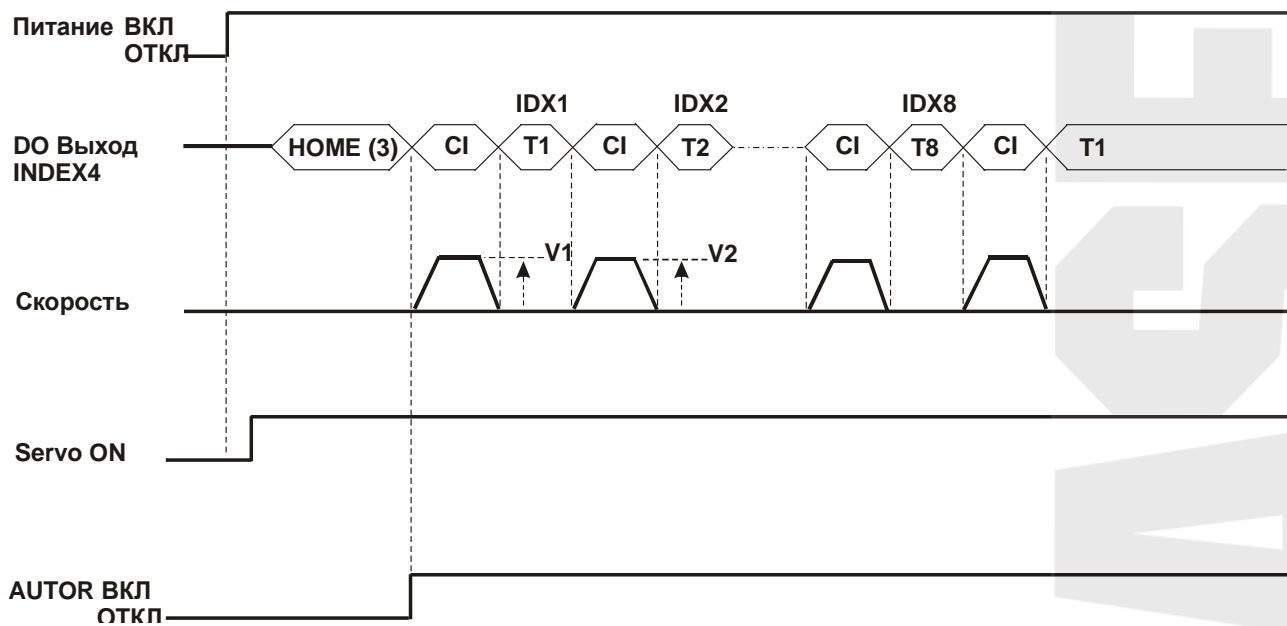 Питание ВКЛ
ОТКЛ
IDX1 IDX2 IDX8
DO Выход
INDEX4
HOME (3) CI T1 CI T2 CI T8 CI T1
V1 V2
Скорость
Servo ON
AUTOR ВКЛ
ОТКЛ